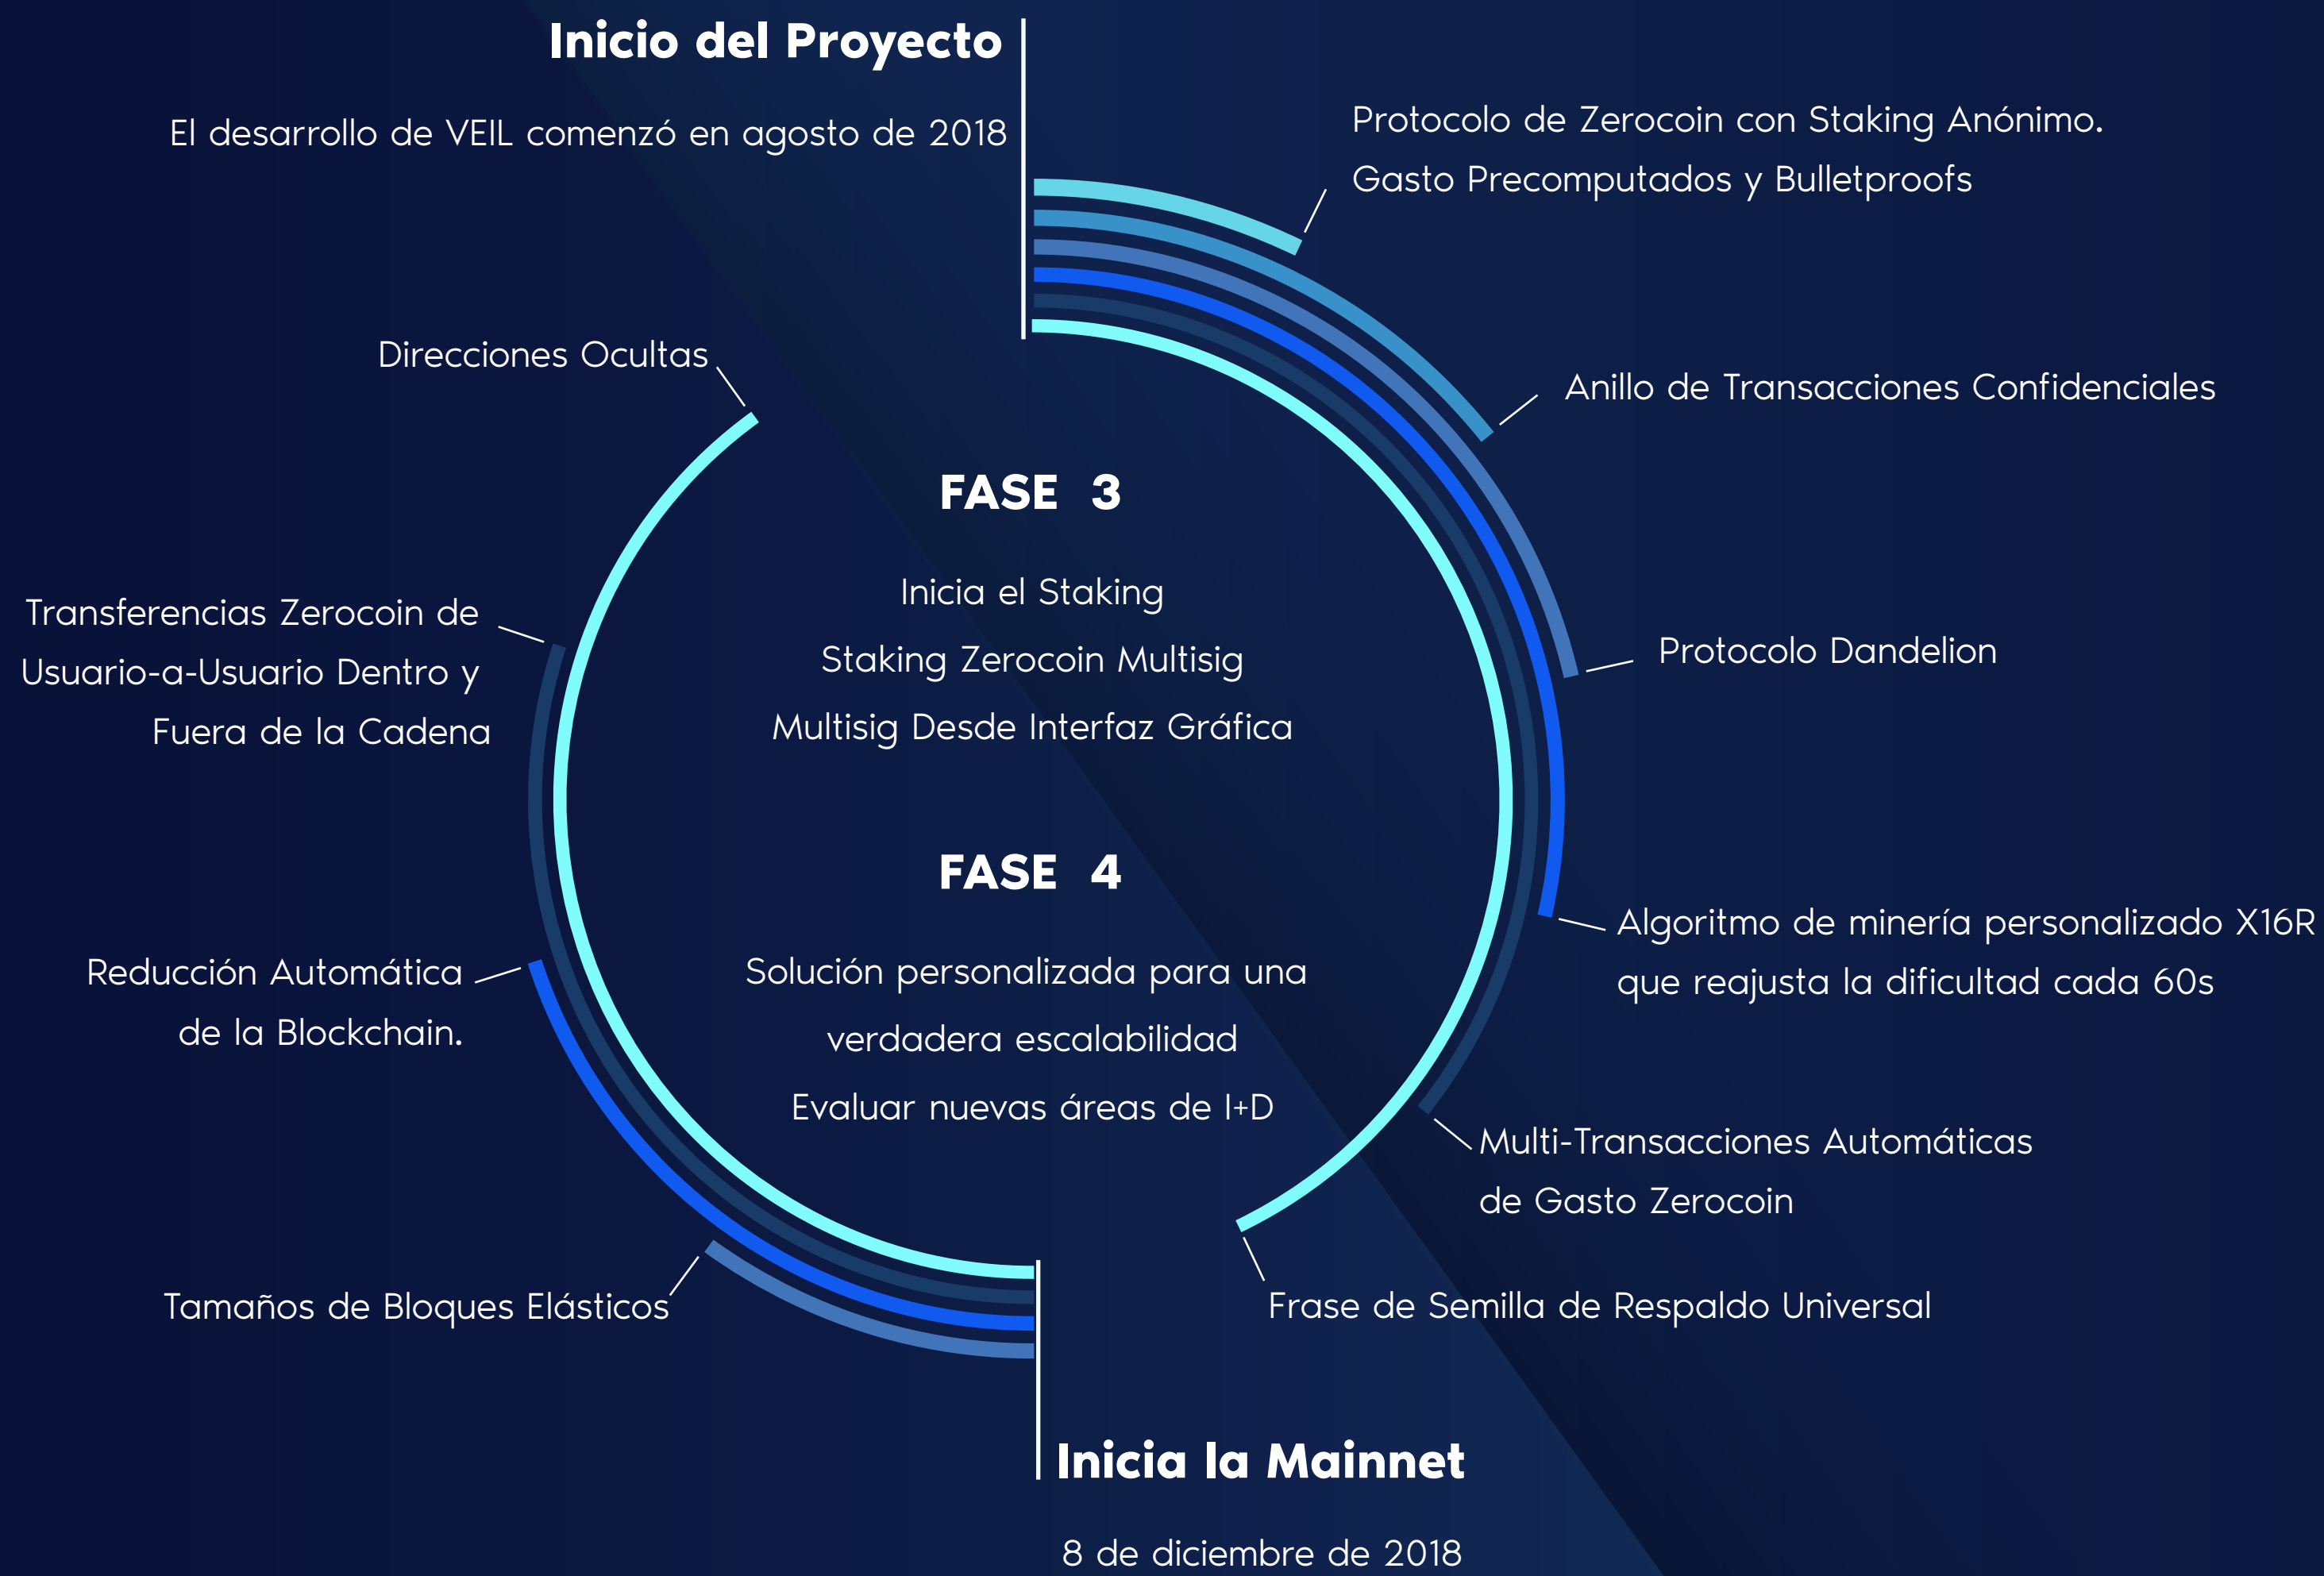 Inicio del Proyecto
El desarrollo de VEIL comenzó en agosto de 2018
Protocolo de Zerocoin con Staking Anónimo.
Gasto Precomputados y Bulletproofs
Anillo de Transacciones Confidenciales
Protocolo Dandelion
Algoritmo de minería personalizado X16R
que reajusta la dificultad cada 60s
Multi-Transacciones Automáticas
de Gasto Zerocoin
Frase de Semilla de Respaldo Universal
Inicia la Mainnet
8 de diciembre de 2018
Tamaños de Bloques Elásticos
Reducción Automática
de la Blockchain.
Transferencias Zerocoin de
Usuario-a-Usuario Dentro y
Fuera de la Cadena
Direcciones Ocultas
FASE 3
Inicia el Staking
Staking Zerocoin Multisig
Multisig Desde Interfaz Gráfica
FASE 4
Solución personalizada para una
verdadera escalabilidad
Evaluar nuevas áreas de I+D